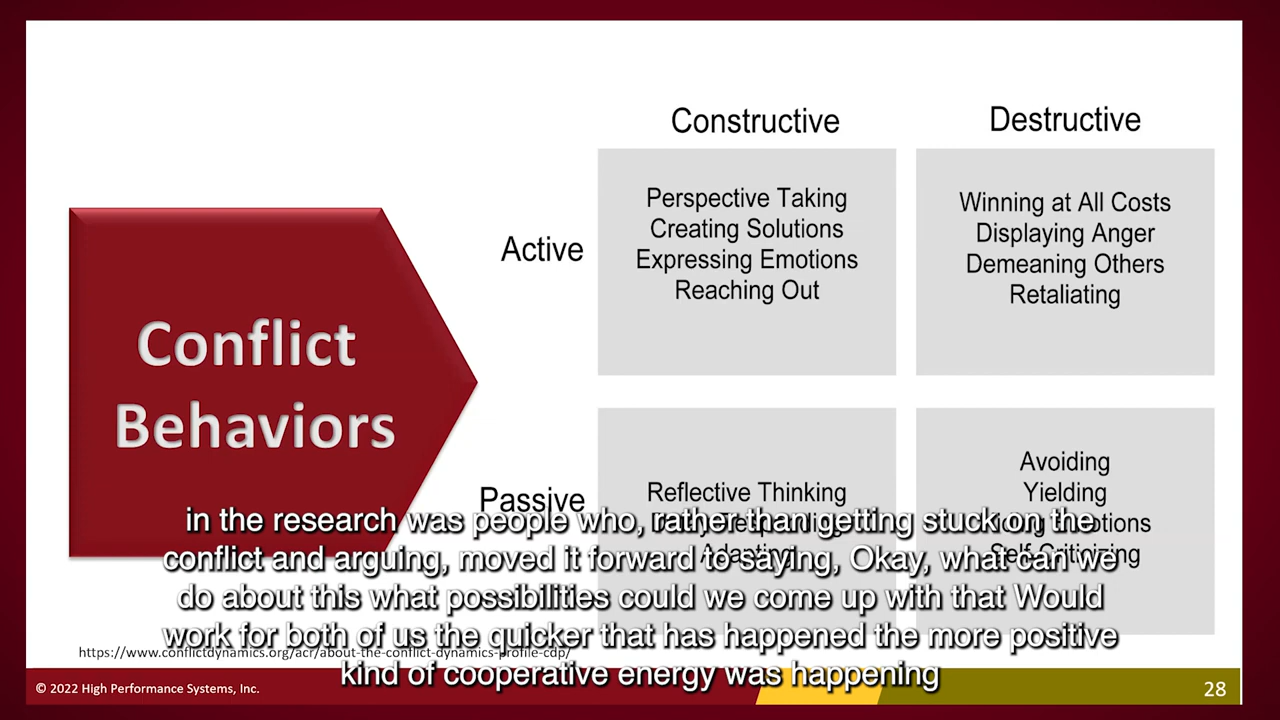 Constructive
Destructive
Active
Perspective Taking
Creating Solutions
Expressing Emotions
Reaching Out
Winning at All Costs
Displaying Anger
Demeaning Others
Retaliating
Conflict
Behaviors
Passive
Reflective Thinking
Adapting
Avoiding
Yielding
Self-Criticizing
in the research was people who, rather than getting stuck on the
conflict and arguing, moved it forward to saying, Okay, what can we
do about this what possibilities could we come up with that Would
work for both of us the quicker that has happened the more positive
kind of cooperative energy was happening
https://www.conflictdynamics.org/acr/about-the-conflict-dynamics-profile-cdp/
© 2022 High Performance Systems, Inc.
28